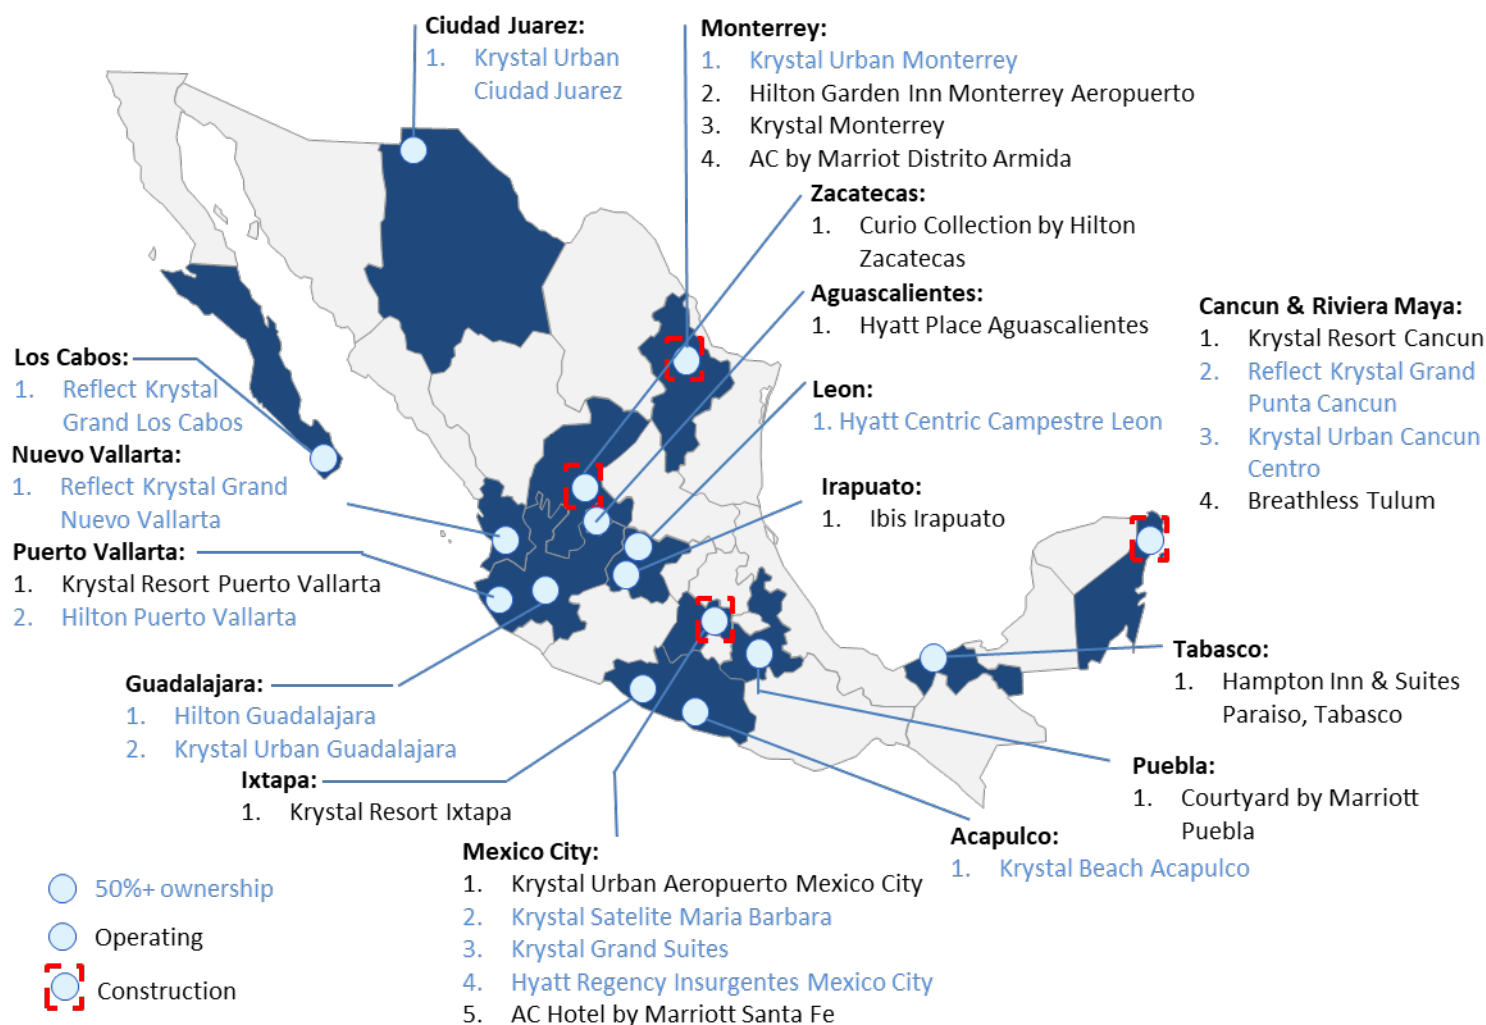 Ciudad Juarez:
1. Krystal Urban
Ciudad Juarez
Monterrey:
1. Krystal Urban Monterrey
2. Hilton Garden Inn Monterrey Aeropuerto
3. Krystal Monterrey
4. AC by Marriot Distrito Armida
Zacatecas:
1. Curio Collection by Hilton
Zacatecas
Aguascalientes:
1. Hyatt Place Aguascalientes
Leon:
1. Hyatt Centric Campestre Leon
Irapuato:
1. Ibis Irapuato
Cancun & Riviera Maya:
1. Krystal Resort Cancun
2. Reflect Krystal Grand
Punta Cancun
3. Krystal Urban Cancun
Centro
4. Breathless Tulum
Los Cabos:
1. Reflect Krystal
Grand Los Cabos
Nuevo Vallarta:
1. Reflect Krystal Grand
Nuevo Vallarta
Puerto Vallarta:
1. Krystal Resort Puerto Vallarta
2. Hilton Puerto Vallarta
Guadalajara:
1. Hilton Guadalajara
2. Krystal Urban Guadalajara
Ixtapa:
1. Krystal Resort Ixtapa
Mexico City:
1. Krystal Urban Aeropuerto Mexico City
2. Krystal Satelite Maria Barbara
3. Krystal Grand Suites
4. Hyatt Regency Insurgentes Mexico City
5. AC Hotel by Marriott Santa Fe
Tabasco:
1. Hampton Inn & Suites
Paraiso, Tabasco
Puebla:
1. Courtyard by Marriott
Puebla
Acapulco:
1. Krystal Beach Acapulco
50%+ ownership
Operating
Construction